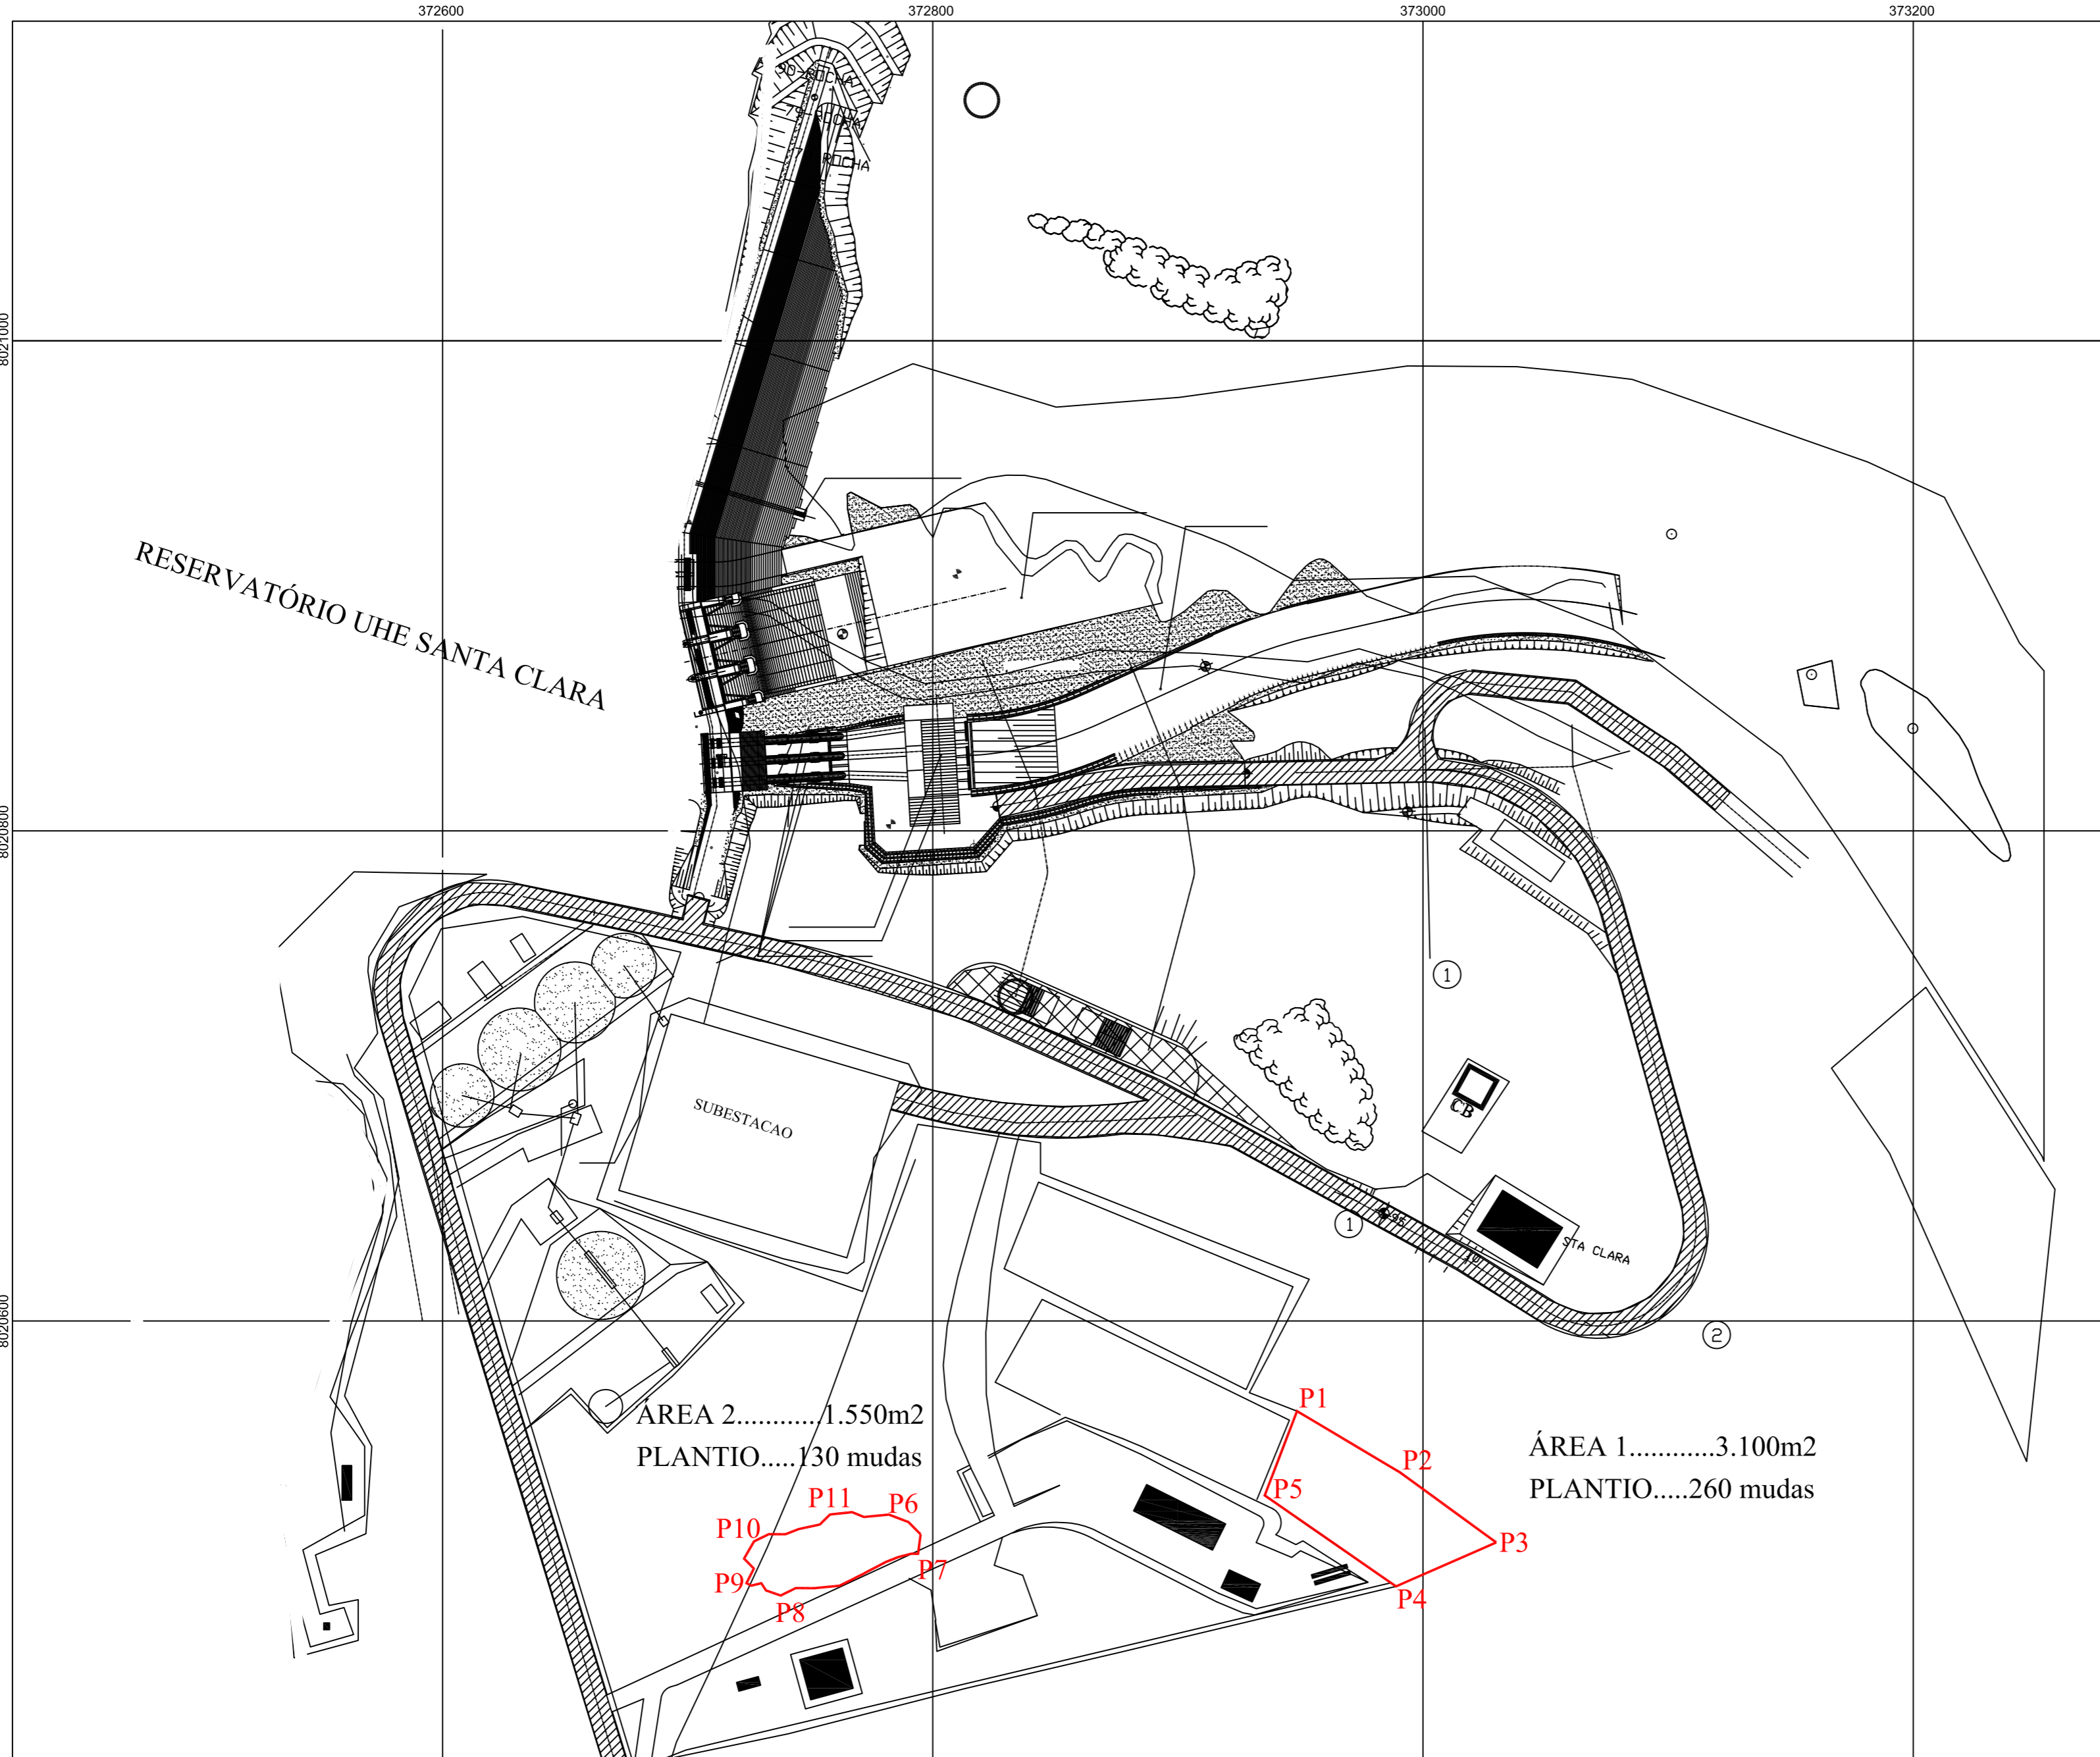 372600
372800
373000
373200
90-ROCHA
ROCHA
ROCHA
8021000
RESERVATÓRIO UHE SANTA CLARA
8020800
1
SUBESTACAO
CB
1
STA CLARA
8020600
2
ÁREA 2............1.550m2
PLANTIO.....130 mudas
P1
P2
ÁREA 1............3.100m2
PLANTIO.....260 mudas
P5
P11
P6
P10
P3
P7
P9
P4
P8